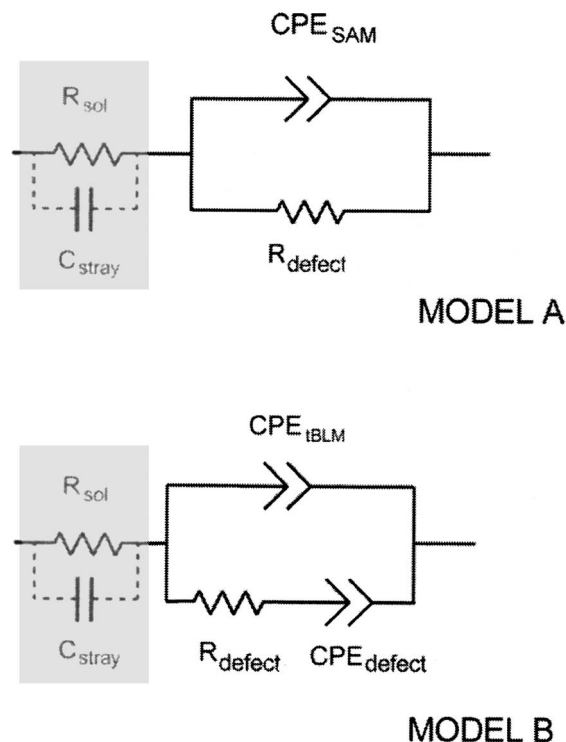 CPE SAM
R sol
C stray
R defect
MODEL A
CPE tBLM
R sol
C stray
R defect CPE defect
MODEL B